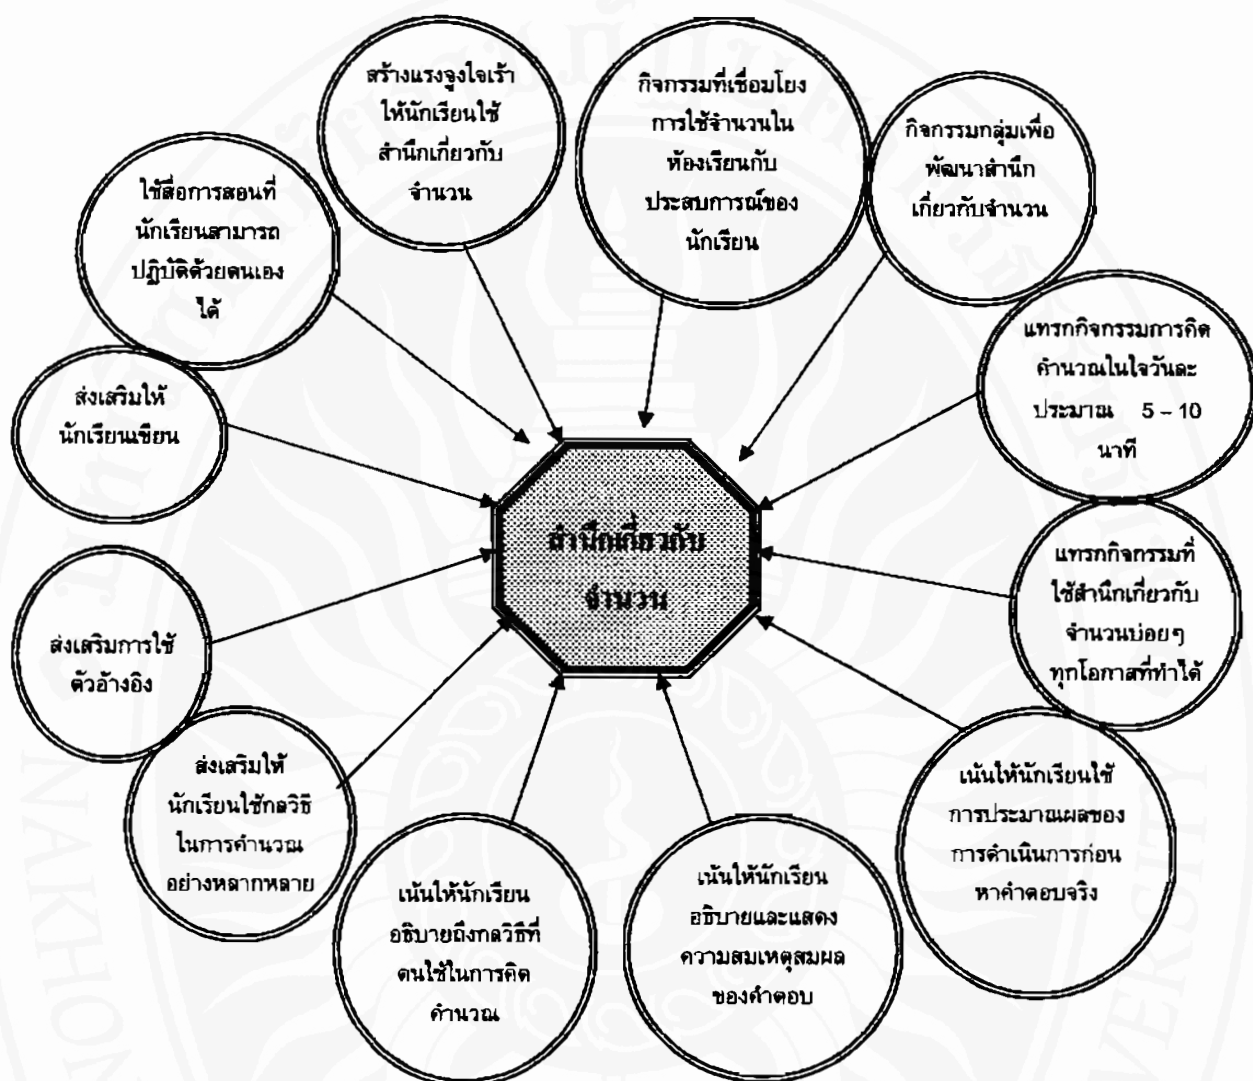 สร้างแรงจูงใจเร้า
ให้นักเรียนใช้
สำนึกเกี่ยวกับ
จำนวน
กิจกรรมที่เชื่อมโยง
การใช้จำนวนใน
ห้องเรียนกับ
ประสบการณ์ของ
นักเรียน
กิจกรรมกลุ่มเพื่อ
พัฒนาสำนึก
เกี่ยวกับจำนวน
ใช้สื่อการสอนที่
นักเรียนสามารถ
ปฏิบัติด้วยตนเอง
ได้
แทรกกิจกรรมการคิด
คำนวณในใจวันละ
ประมาณ 5 – 10
นาที
ส่งเสริมให้
นักเรียนเขียน
สำนึกเกี่ยวกับ
จำนวน
แทรกกิจกรรมที่
ใช้สำนึกเกี่ยวกับ
จำนวนบ่อยๆ
ทุกโอกาสที่ทำได้
ส่งเสริมการใช้
ตัวอ้างอิง
ส่งเสริมให้
นักเรียนใช้กลวิธี
ในการคำนวณ
อย่างหลากหลาย
เน้นให้นักเรียนใช้
การประมาณผลของ
การดำเนินการก่อน
หาคำตอบจริง
เน้นให้นักเรียน
อธิบายถึงกลวิธีที่
ตนใช้ในการคิด
คำนวณ
เน้นให้นักเรียน
อธิบายและแสดง
ความสมเหตุสมผล
ของคำตอบ
NAKHON